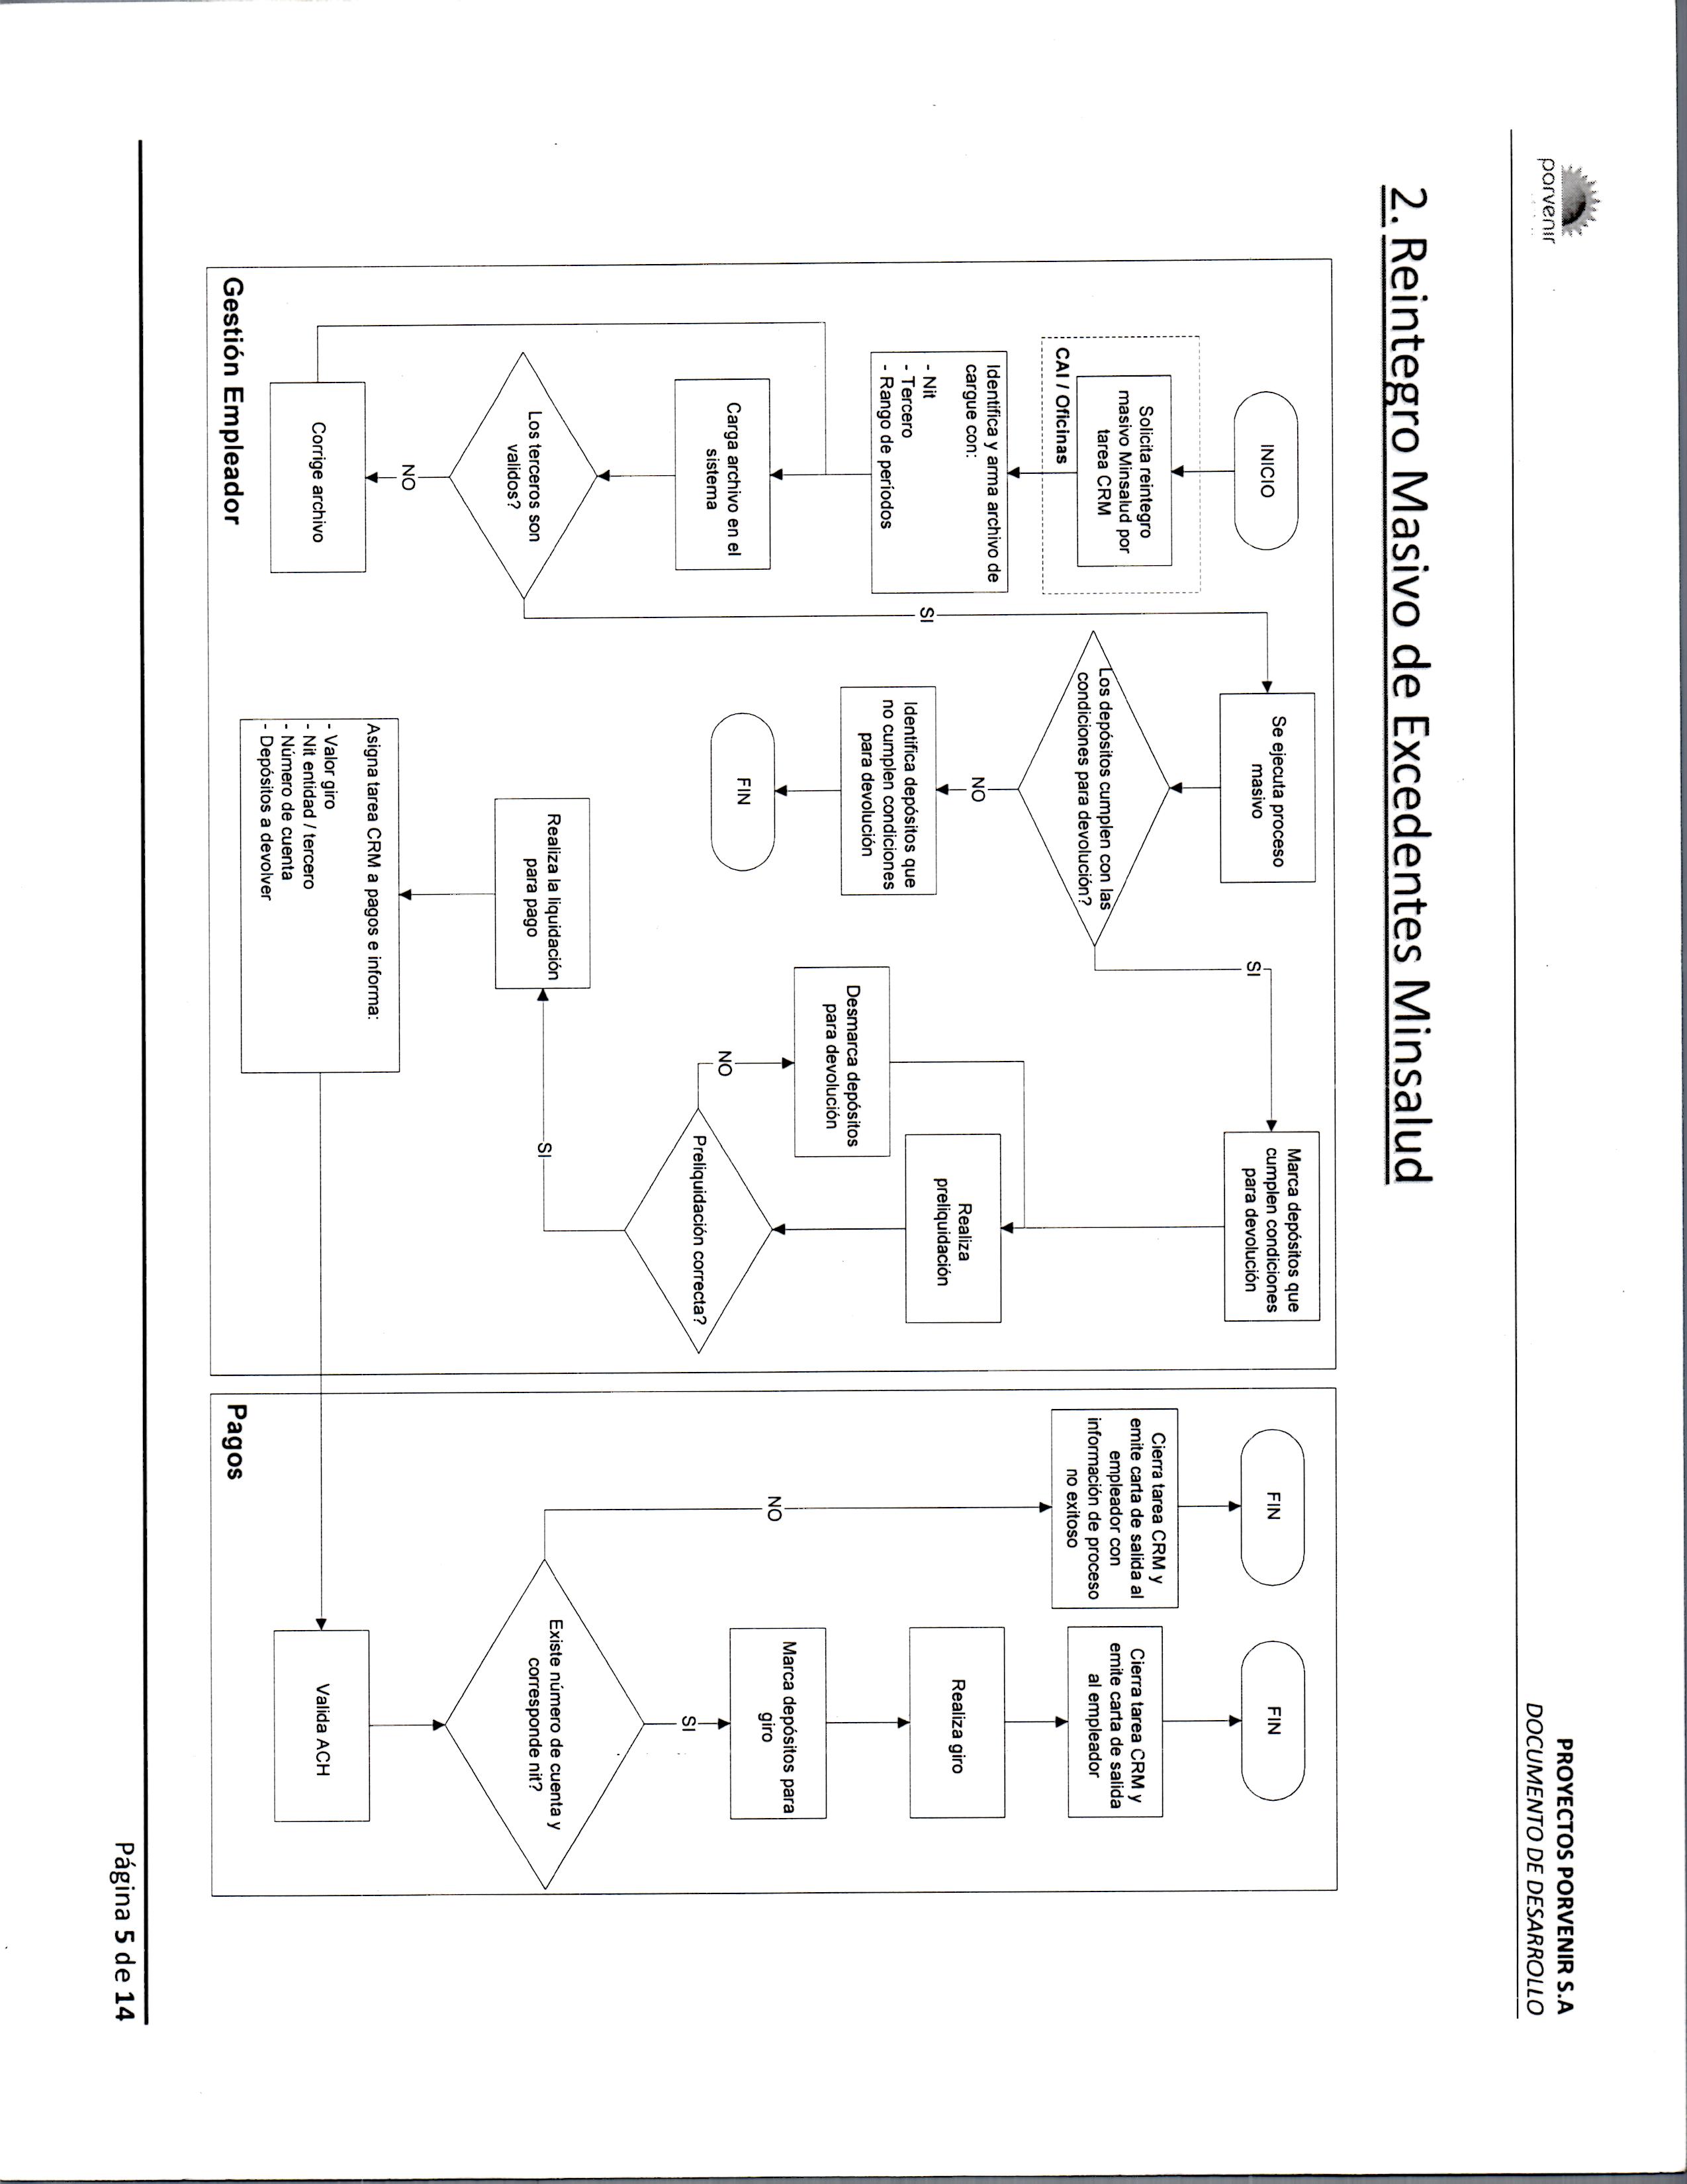 porvenir
PROYECTOS PORVENIR S.A
DOCUMENTO DE DESARROLLO
2. Reintegro Masivo de Excedentes Minsalud
INICIO
Solicita reintegro
masivo Minsalud por
tarea CRM
CAI / Oficinas
Identifica y arma archivo de
cargue con:
- Nit
- Tercero
- Rango de períodos
Carga archivo en el
sistema
Los terceros son
validos?
NO
Corrige archivo
SI
Se ejecuta proceso
masivo
Los depósitos cumplen con las
condiciones para devolución?
NO
Identifica depósitos que
no cumplen condiciones
para devolución
FIN
SI
Marca depósitos que
cumplen condiciones
para devolución
Realiza
preliquidación
Desmarca depósitos
para devolución
NO
Preliquidación correcta?
SI
Realiza la liquidación
para pago
Asigna tarea CRM a pagos e informa:
- Valor giro
- Nit entidad / tercero
- Número de cuenta
- Depósitos a devolver
Gestión Empleador
FIN
Cierra tarea CRM y
emite carta de salida al
empleador con
información de proceso
no exitoso
NO
FIN
Cierra tarea CRM y
emite carta de salida
al empleador
Realiza giro
Marca depósitos para
giro
SI
Existe número de cuenta y
corresponde nit?
Valida ACH
Pagos
Página 5 de 14